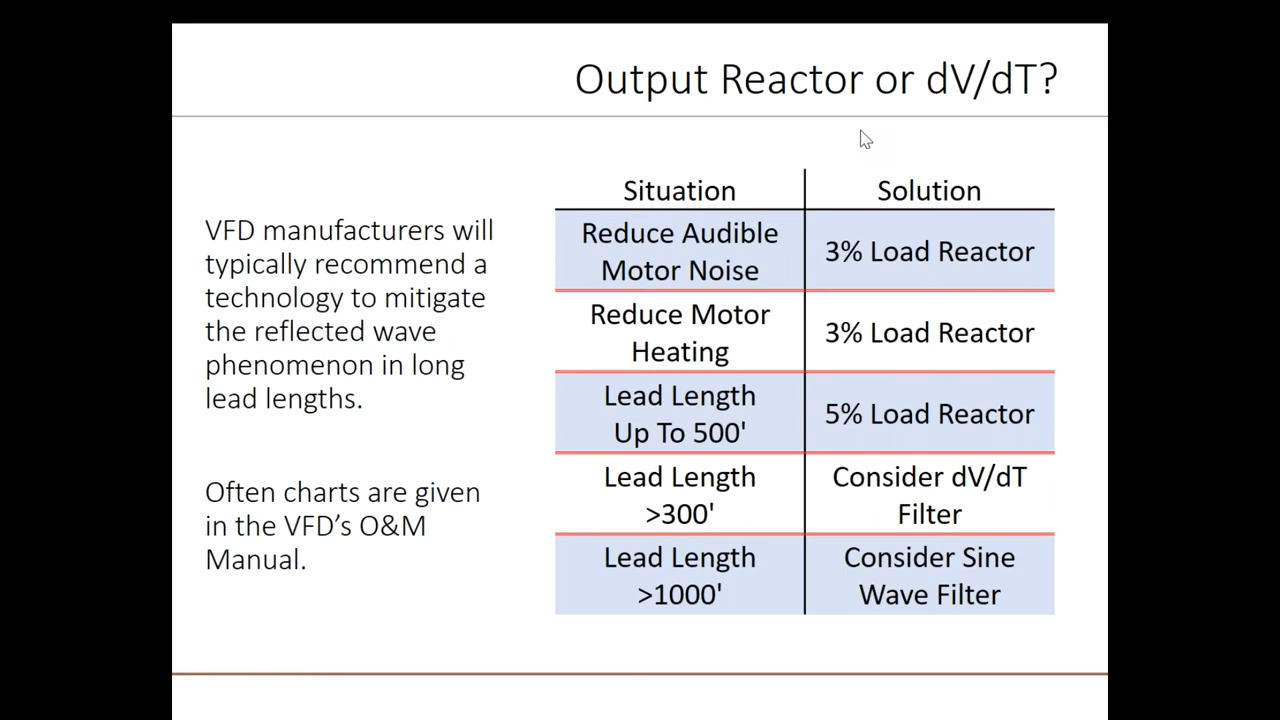 Output Reactor or dV/dT?
VFD manufacturers will
typically recommend a
technology to mitigate
the reflected wave
phenomenon in long
lead lengths.
Often charts are given
in the VFD's O&M
Manual.
Situation
Solution
Reduce Audible
Motor Noise
3% Load Reactor
Reduce Motor
Heating
3% Load Reactor
Lead Length
Up To 500'
5% Load Reactor
Lead Length
>300'
Consider dV/dT
Filter
Lead Length
>1000'
Consider Sine
Wave Filter